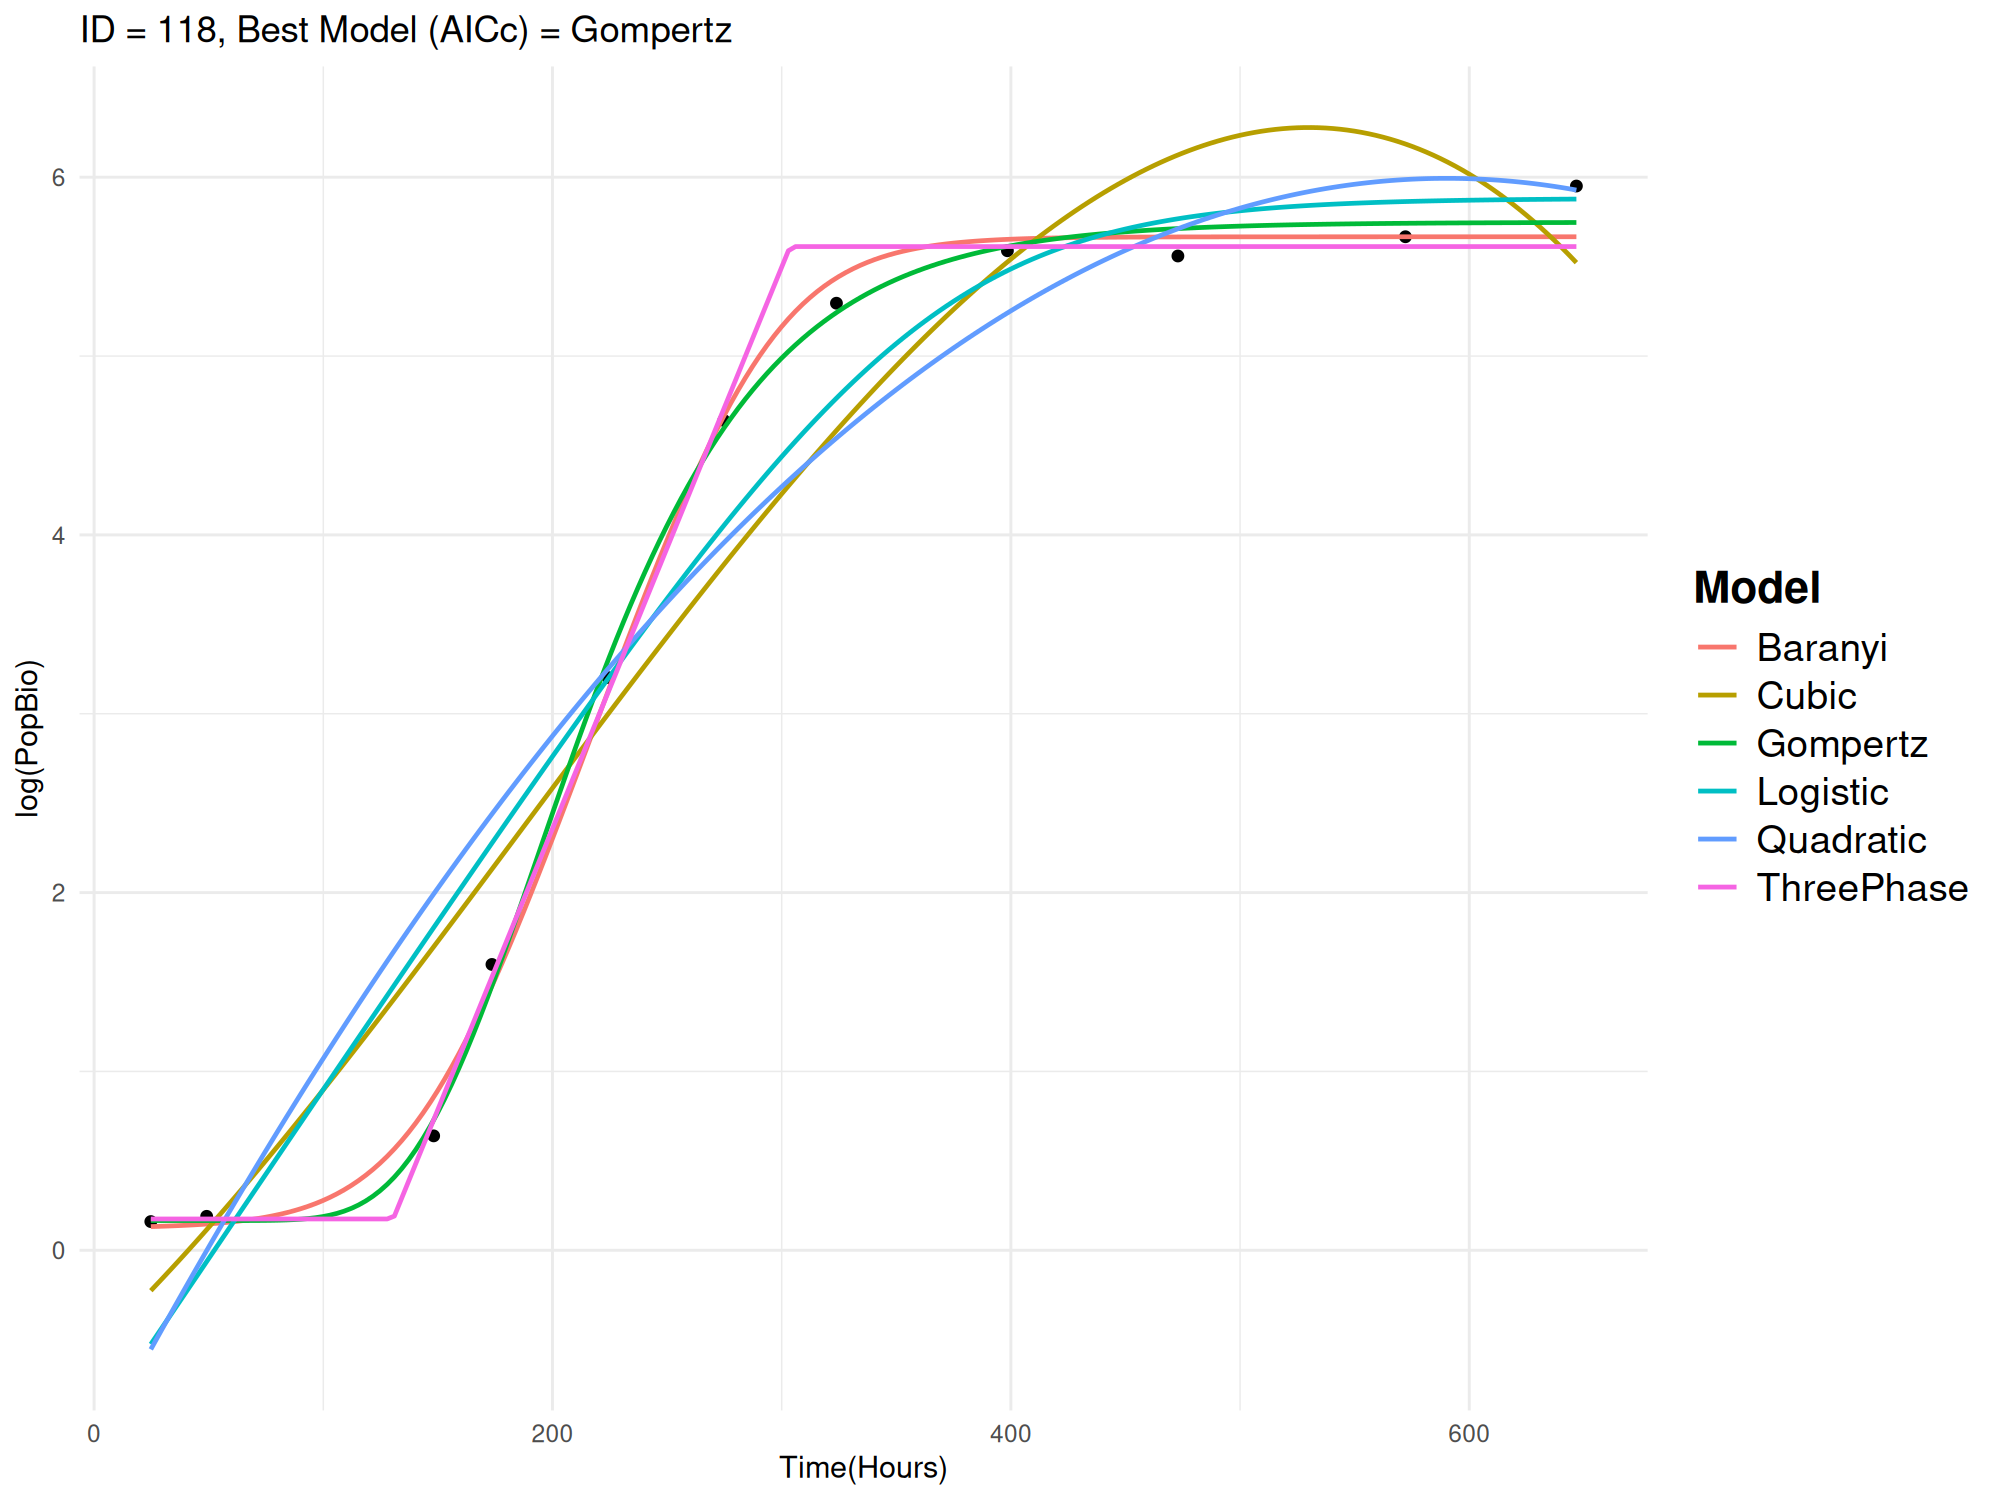 ID = 118, Best Model (AICc) = Gompertz
6
4
2
0
log(PopBio)
0 200 400 600
Time(Hours)
Model
Baranyi
Cubic
Gompertz
Logistic
Quadratic
ThreePhase